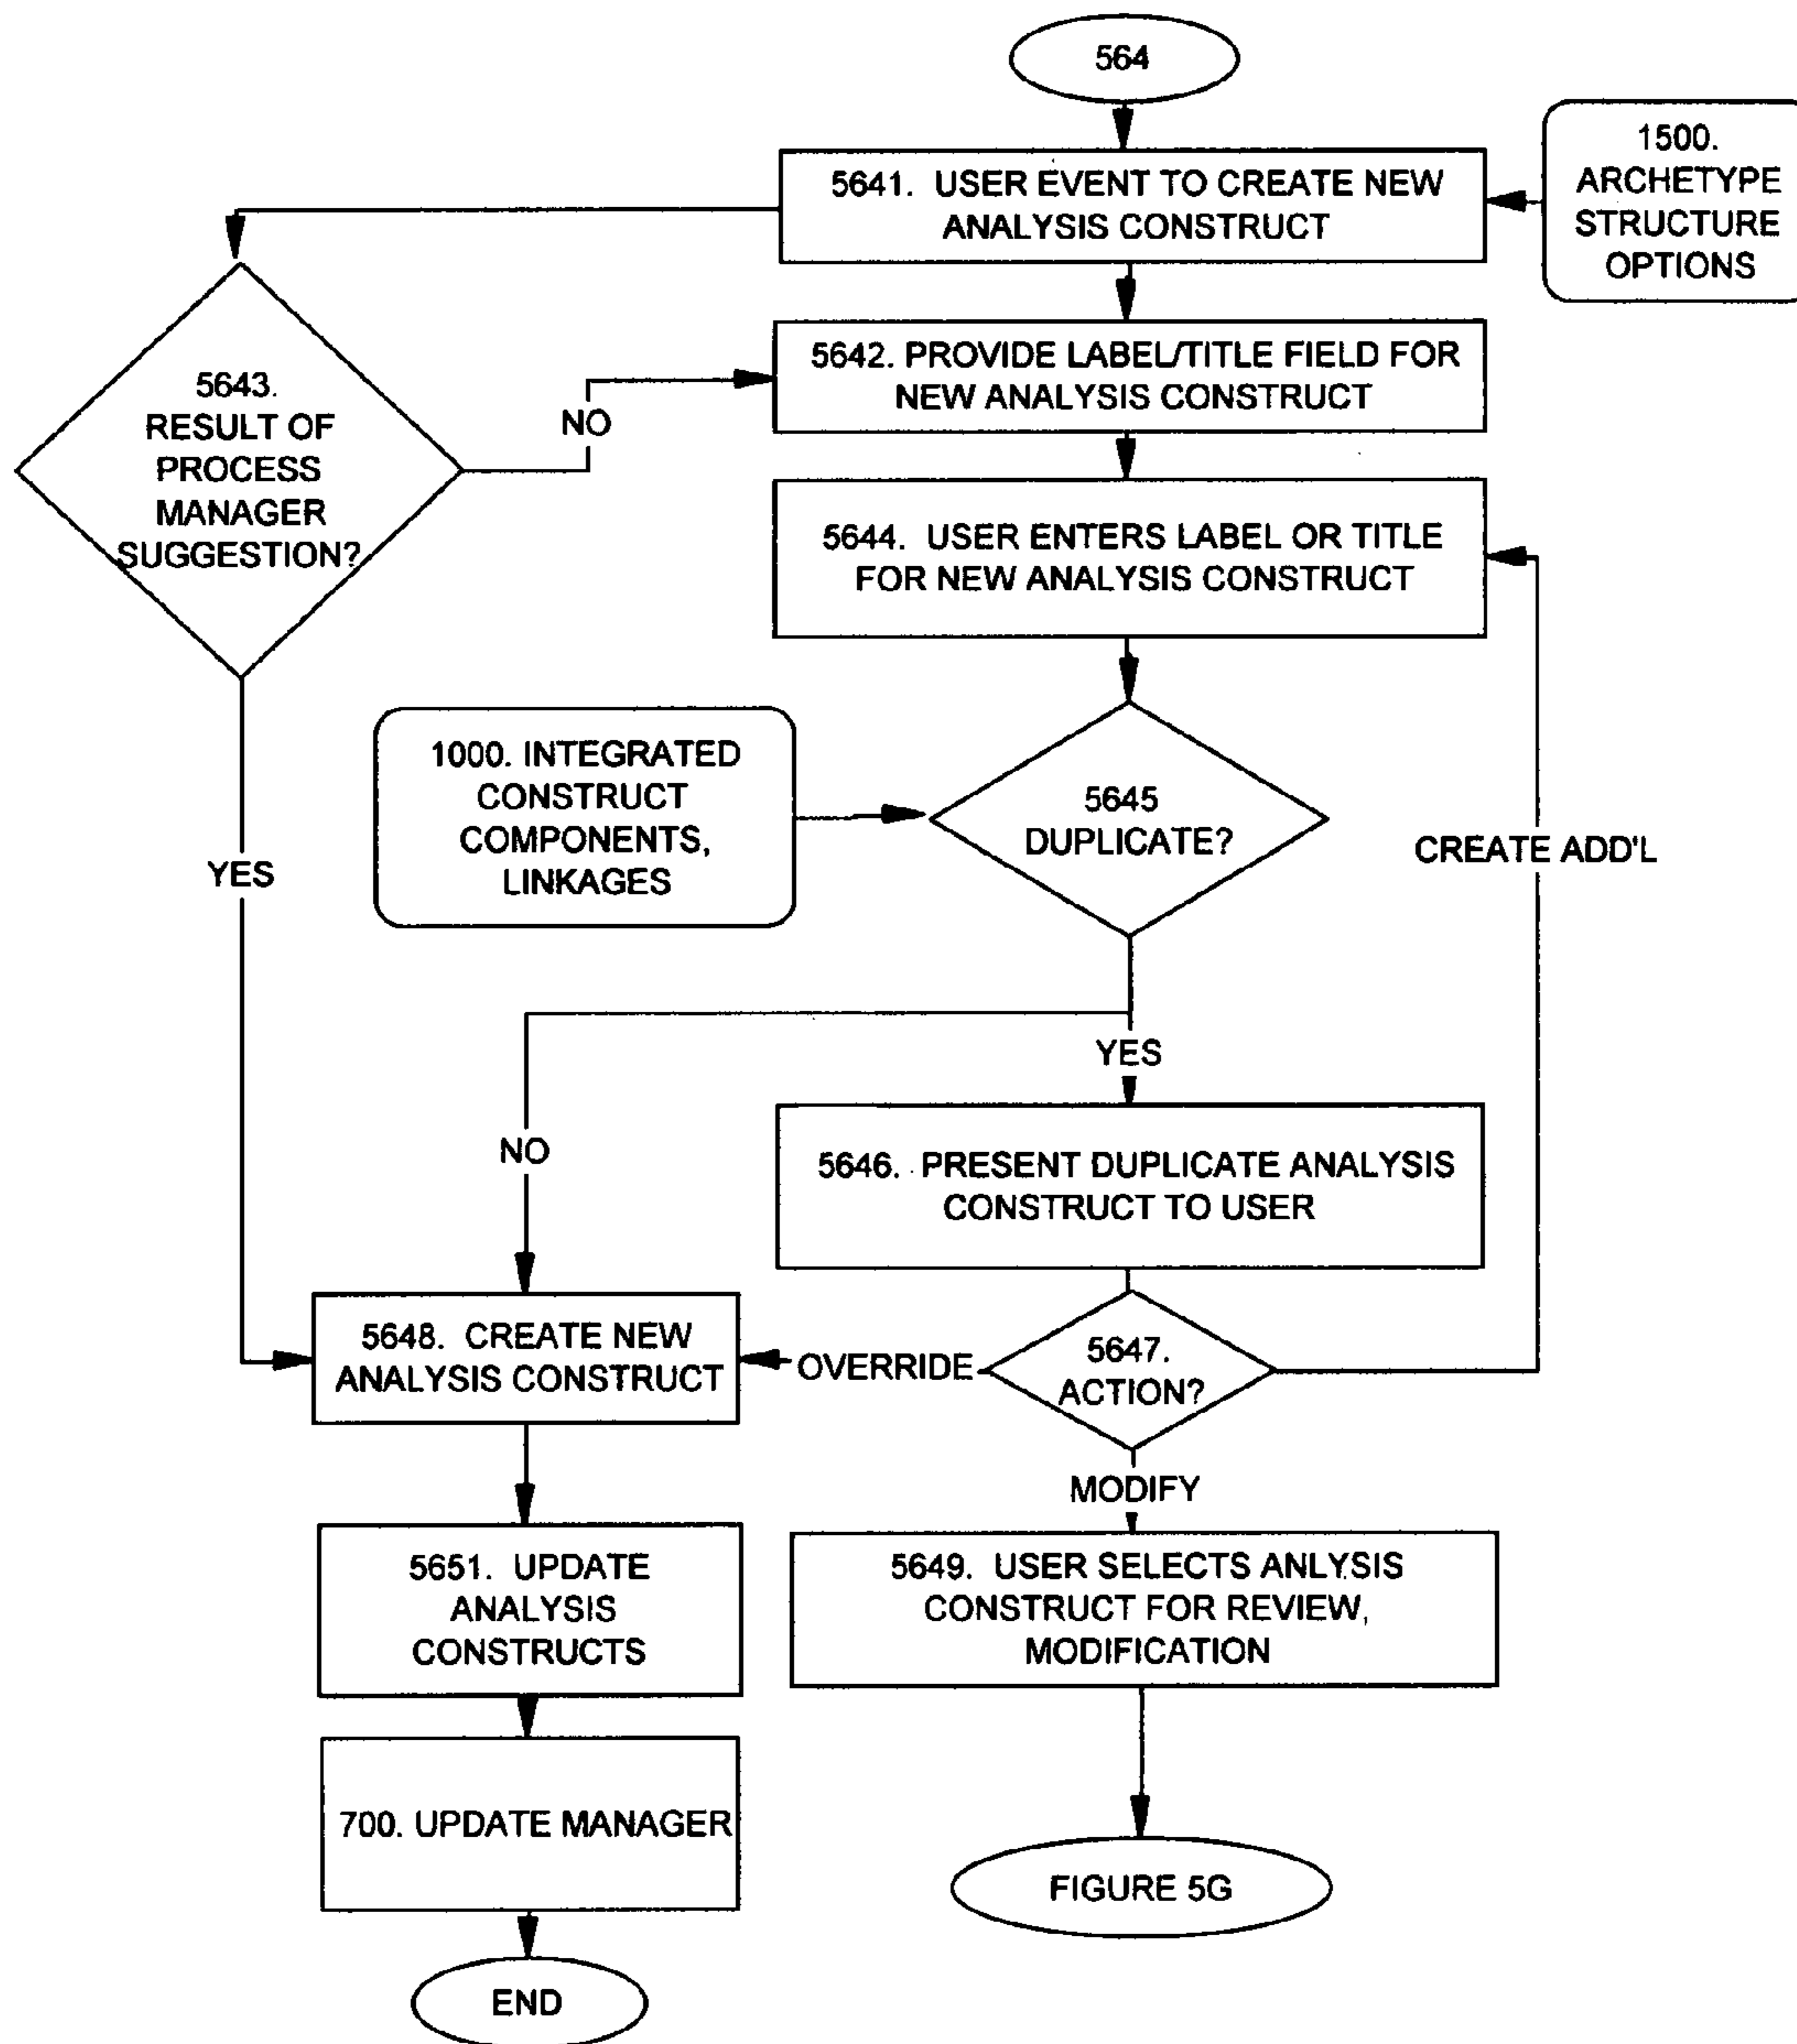 564
1500.
ARCHETYPE
STRUCTURE
OPTIONS
5641. USER EVENT TO CREATE NEW
ANALYSIS CONSTRUCT
5642. PROVIDE LABEL/TITLE FIELD FOR
NEW ANALYSIS CONSTRUCT
5643.
RESULT OF
PROCESS
MANAGER
SUGGESTION?
NO
5644. USER ENTERS LABEL OR TITLE
FOR NEW ANALYSIS CONSTRUCT
1000. INTEGRATED
CONSTRUCT
COMPONENTS,
LINKAGES
5645
DUPLICATE?
CREATE ADD'L
YES
YES
NO
5646. PRESENT DUPLICATE ANALYSIS
CONSTRUCT TO USER
5648. CREATE NEW
ANALYSIS CONSTRUCT
OVERRIDE
5647.
ACTION?
MODIFY
5651. UPDATE
ANALYSIS
CONSTRUCTS
5649. USER SELECTS ANLYSIS
CONSTRUCT FOR REVIEW,
MODIFICATION
700. UPDATE MANAGER
FIGURE 5G
END